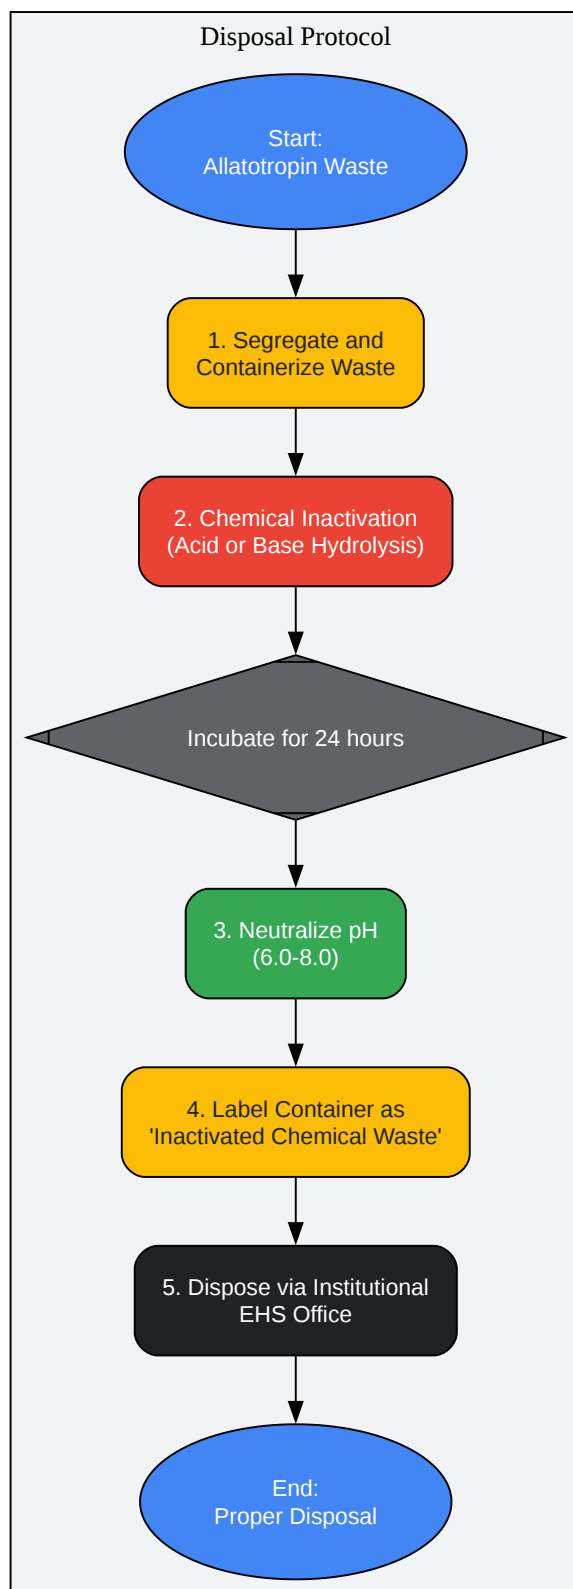 Disposal Protocol
Start:
Allatotropin Waste
1. Segregate and
Containerize Waste
2. Chemical Inactivation
(Acid or Base Hydrolysis)
Incubate for 24 hours
3. Neutralize pH
(6.0-8.0)
4. Label Container as
'Inactivated Chemical Waste'
5. Dispose via Institutional
EHS Office
End:
Proper Disposal